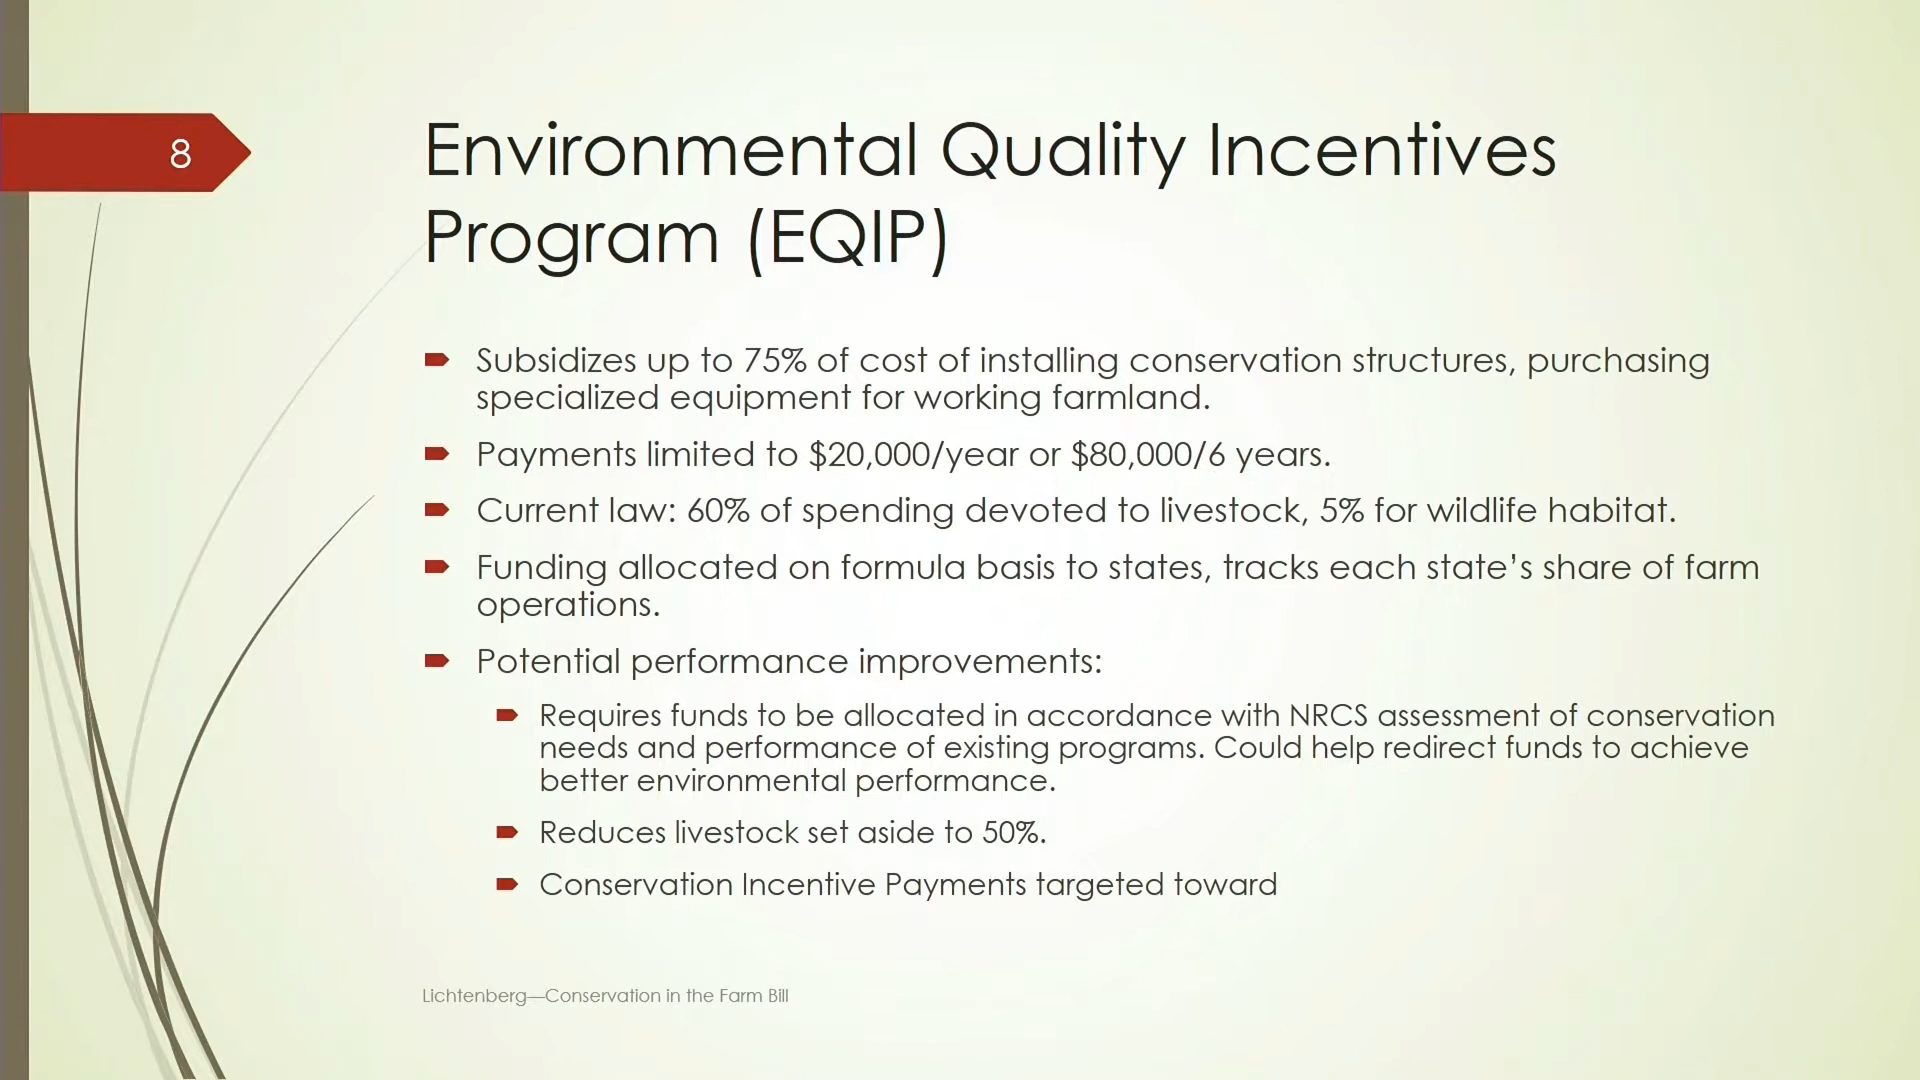 8
Environmental Quality Incentives
Program (EQIP)
Subsidizes up to 75% of cost of installing conservation structures, purchasing
specialized equipment for working farmland.
Payments limited to $20,000/year or $80,000/6 years.
Current law: 60% of spending devoted to livestock, 5% for wildlife habitat.
Funding allocated on formula basis to states, tracks each state’s share of farm
operations.
Potential performance improvements:
Requires funds to be allocated in accordance with NRCS assessment of conservation
needs and performance of existing programs. Could help redirect funds to achieve
better environmental performance.
Reduces livestock set aside to 50%.
Conservation Incentive Payments targeted toward
Lichtenberg—Conservation in the Farm Bill